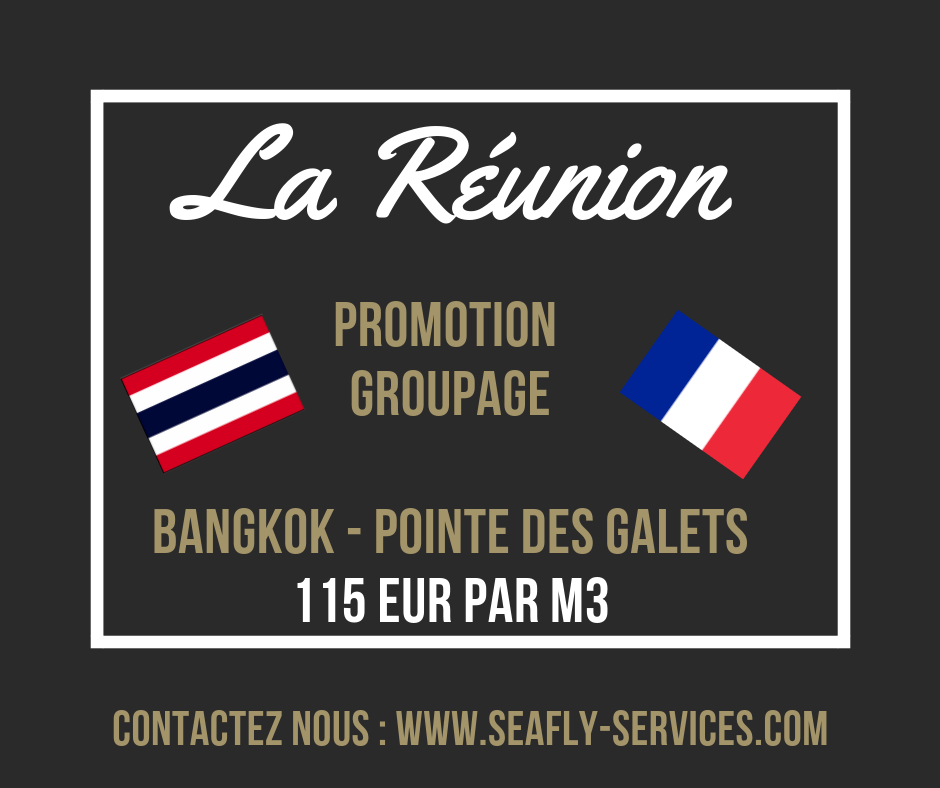 La Réunion
PROMOTION
GROUPAGE
BANGKOK - POINTE DES GALETS
115 EUR PAR M3
CONTACTEZ NOUS : WWW.SEAFLY-SERVICES.COM